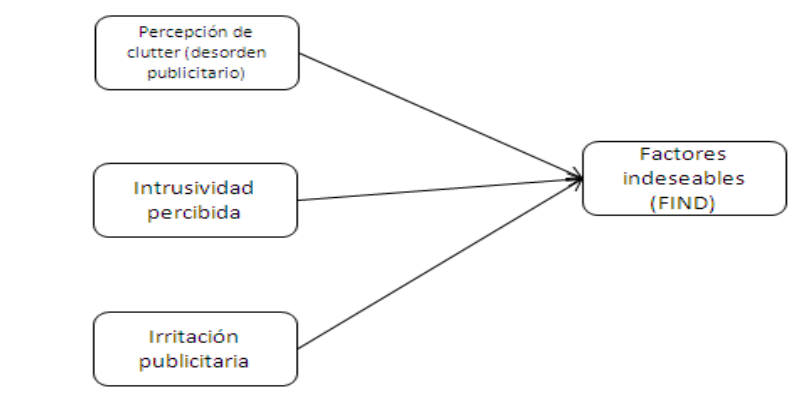 Percepción de
clutter (desorden
publicitario)
Intrusividad
percibida
Irritación
publicitaria
Factores
indeseables
(FIND)